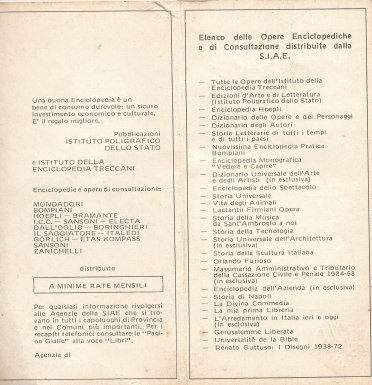 Una buona Enciclopedia è un
bene di consumo durevole: un sicuro
investimento economico e culturale.
E' il regalo migliore.
Pubblicazioni
ISTITUTO POLIGRAFICO
DELLO STATO
e ISTITUTO DELLA
ENCICLOPEDIA TRECCANI
Enciclopedie e opere di consultazione:
MONDADORI
BOMPIANI
HOEPLI — BRAMANTE
I.C.C. — SANSONI — ELECTA
DALL'OGLIO — BORINGHIERI
IL SAGGIATORE — ITALEDI
GÖRLICH — ETAS KOMPASS
SANSONI
ZANICHELLI
distribuite
A MINIME RATE MENSILI
Per qualsiasi informazione rivolgersi
alle Agenzie della SIAE che si tro-
vano in tutti i capoluoghi di Provincia
e nei Comuni più importanti. Per i
recapiti telefonici consultare le "Pagi-
ne Gialle" alla voce "Libri".
Agenzia di
Elenco delle Opere Enciclopediche
e di Consultazione distribuite dalla
S.I.A.E.
— Tutte le Opere dell'Istituto della
Enciclopedia Treccani
— Edizioni d'Arte e di Letteratura
(Istituto Poligrafico dello Stato)
— Enciclopedia Hoepli
— Dizionario delle Opere e dei Personaggi
— Dizionario degli Autori
— Storie Letterarie di tutti i tempi
e di tutti i paesi
— Nuovissima Enciclopedia Pratica
Bompiani
— Enciclopedia Monografica
"Vedere e Capire"
— Dizionario Universale dell'Arte
e degli Artisti (in esclusiva)
— Enciclopedia dello Spettacolo
— Storia Universale
— Vita degli Animali
— Lactantii Firmiani Opera
— Storia della Musica
da Sant'Ambrogio a noi
— Storia della Tecnologia
— Storia Universale dell'Architettura
(in esclusiva)
— Storia della Scultura Italiana
— Orlando Furioso
— Massimario Amministrativo e Tributario
della Cassazione Civile e Penale 1924-68
(in esclusiva)
— Enciclopedia dell'Azienda (in esclusiva)
— Storia di Napoli
— La Divina Commedia
— La mia prima Libreria
— L'Arredamento in Italia ieri e oggi
(in esclusiva)
— Gerusalemme Liberata
— Universalité de la Bible
— Renato Guttuso: I Disegni 1938-72